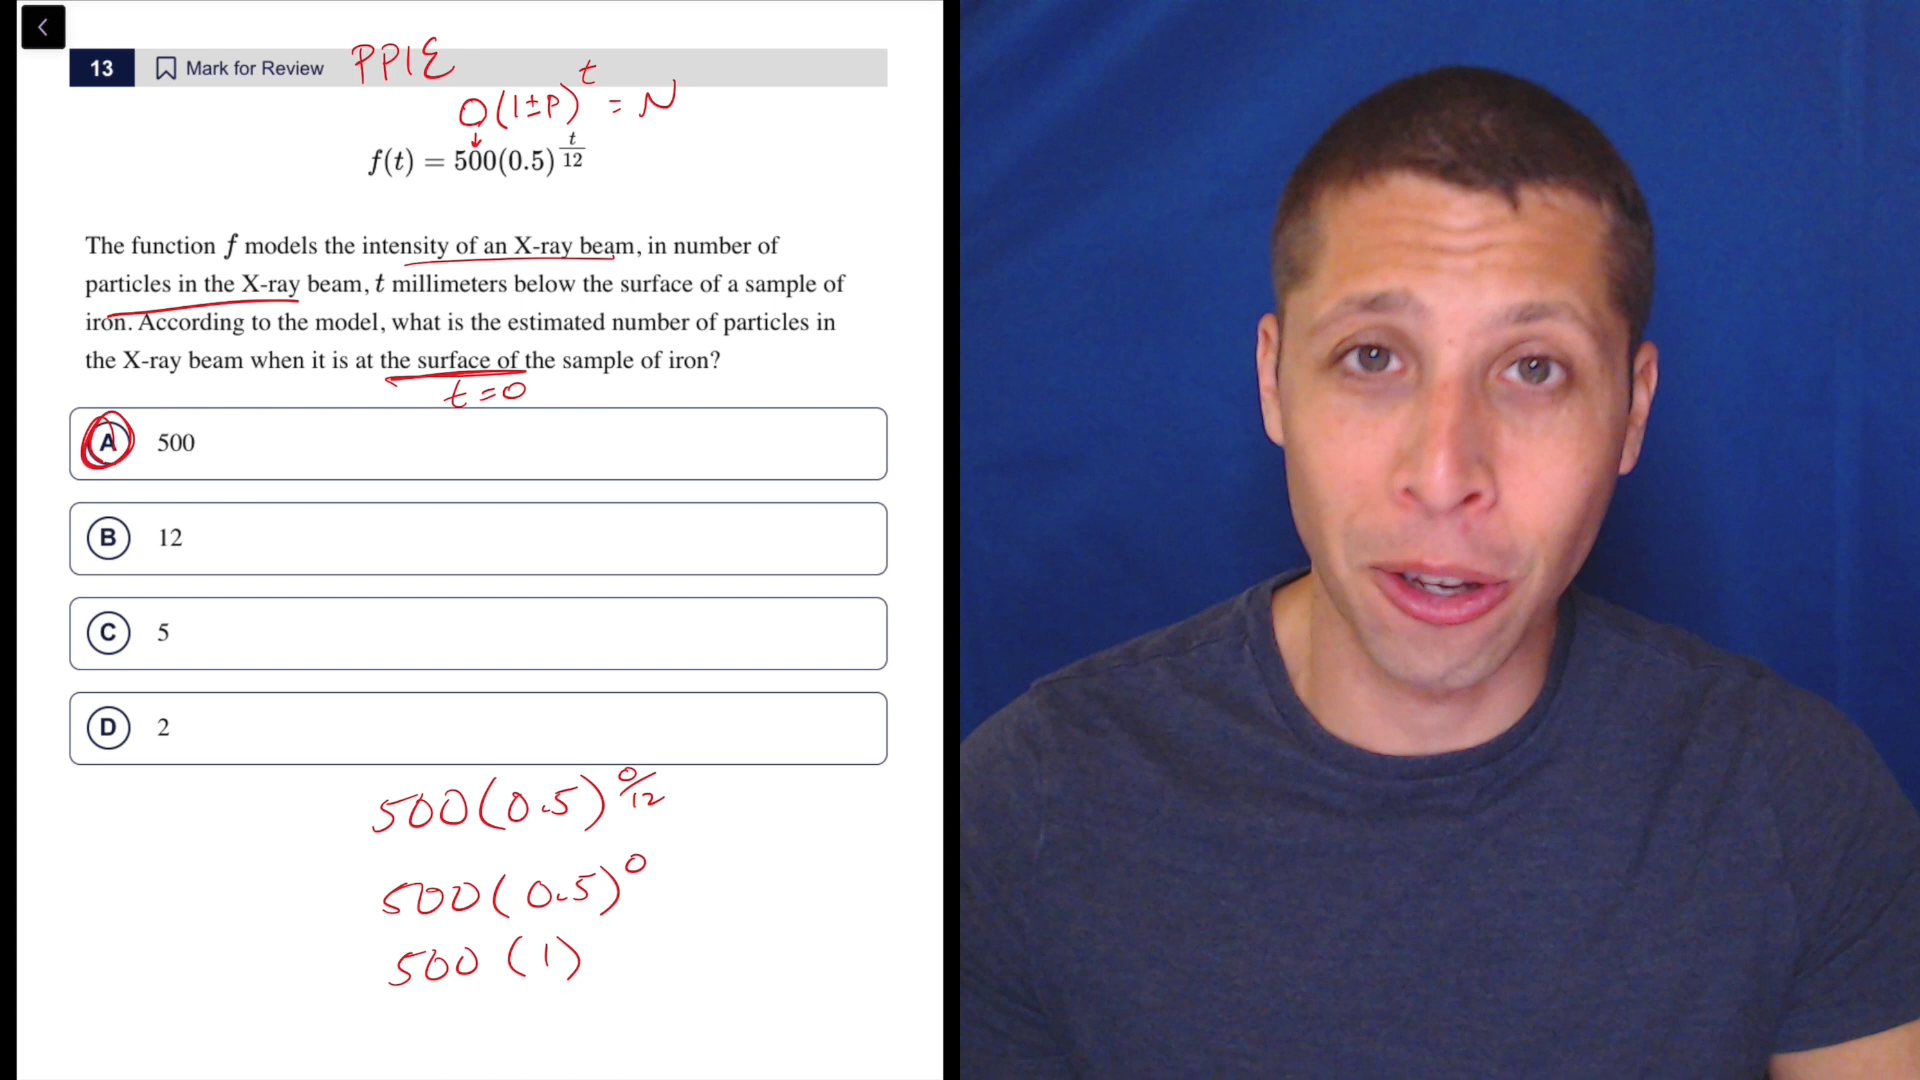 13 Mark for Review PPIE
O(1±P)^t = N
f(t) = 500(0.5)^{t/12}
The function f models the intensity of an X-ray beam, in number of
particles in the X-ray beam, t millimeters below the surface of a sample of
iron. According to the model, what is the estimated number of particles in
the X-ray beam when it is at the surface of the sample of iron?
t=0
A 500
B 12
C 5
D 2
500(0.5)^{0/12}
500(0.5)^0
500(1)